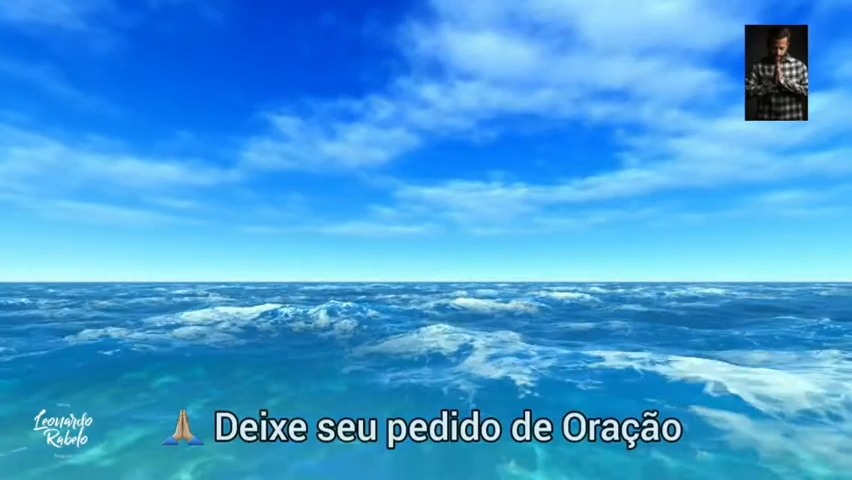 🙏🏽 Deixe seu pedido de Oração
Leonardo
Rabelo